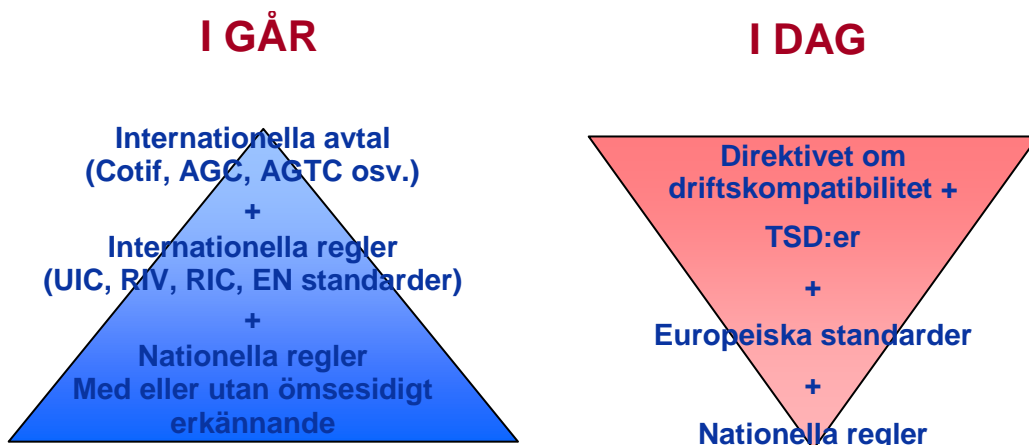 I GÅR
Internationella avtal
(Cotif, AGC, AGTC osv.)
+
Internationella regler
(UIC, RIV, RIC, EN standarder)
+
Nationella regler
Med eller utan ömsesidigt
erkännande
I DAG
Direktivet om
driftskompatibilitet +
TSD:er
+
Europeiska standarder
+
Nationella regler